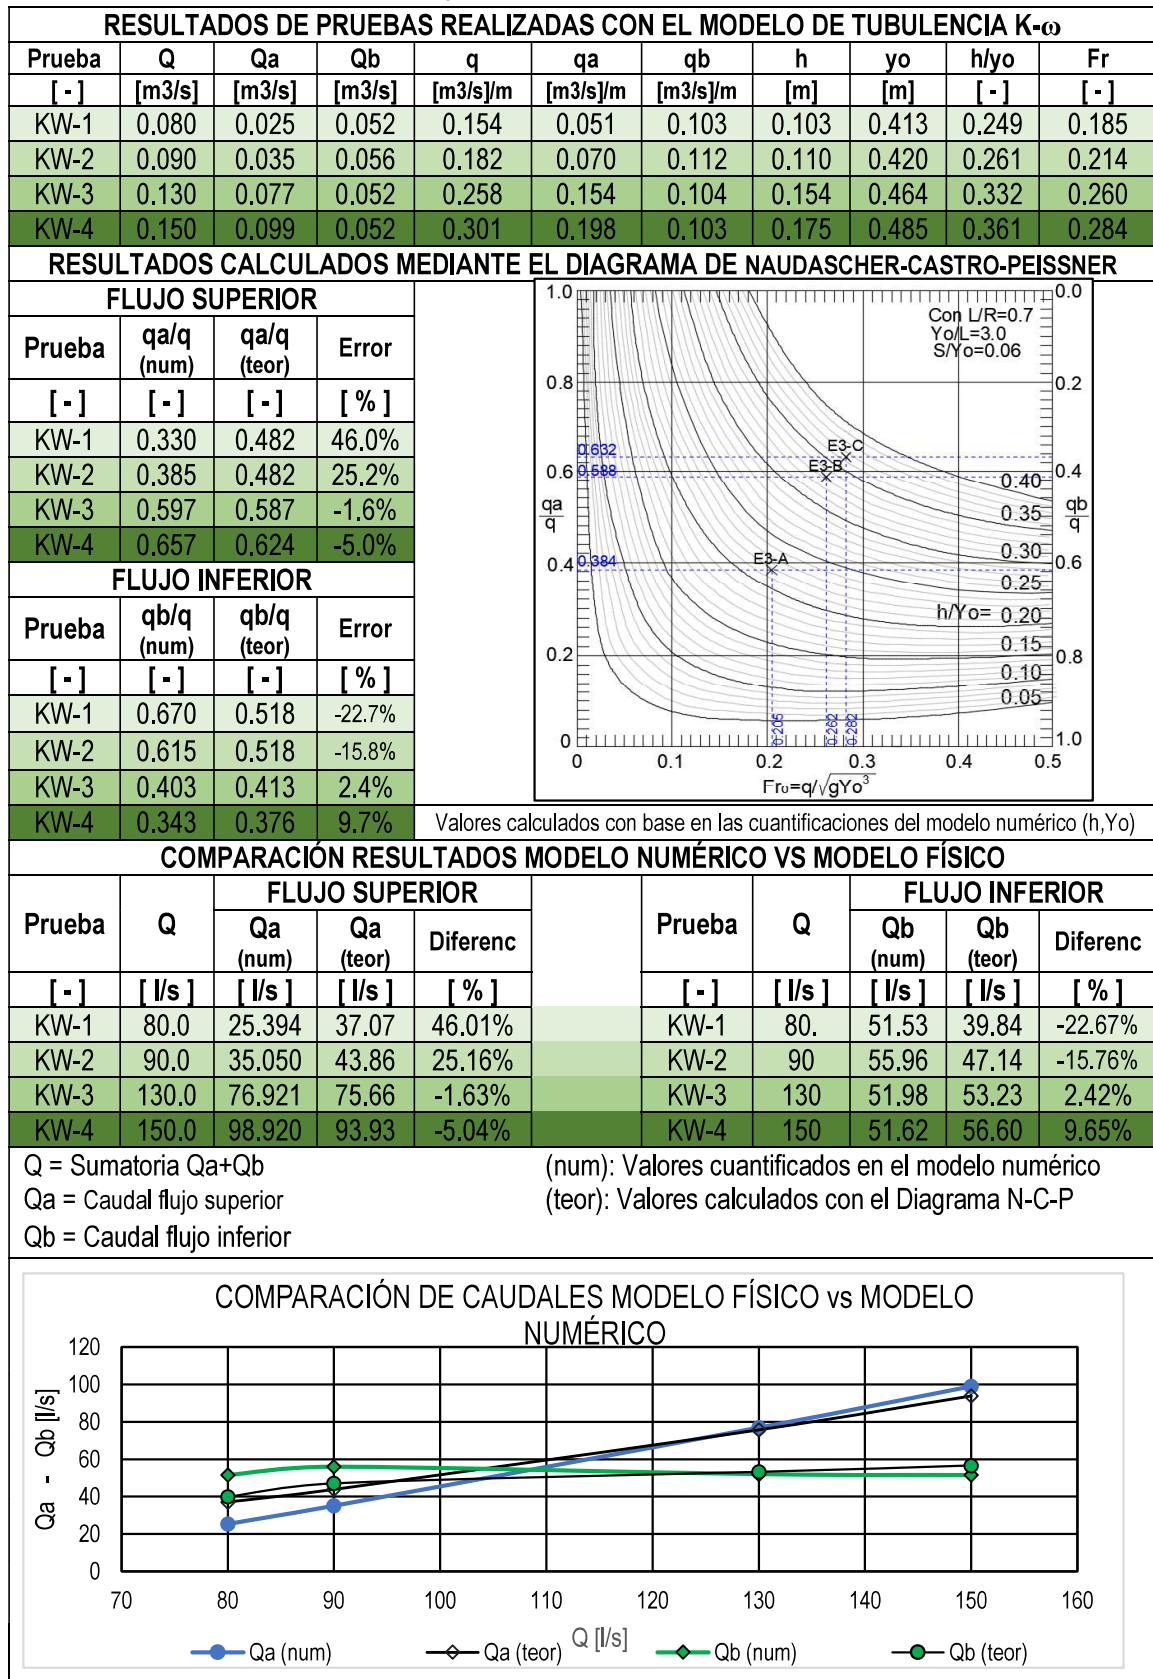 RESULTADOS DE PRUEBAS REALIZADAS CON EL MODELO DE TUBULENCIA K-ω
Prueba Q Qa Qb q qa qb h yo h/yo Fr
[ - ] [m3/s] [m3/s] [m3/s] [m3/s]/m [m3/s]/m [m3/s]/m [m] [m] [ - ] [ - ]
KW-1 0.080 0.025 0.052 0.154 0.051 0.103 0.103 0.413 0.249 0.185
KW-2 0.090 0.035 0.056 0.182 0.070 0.112 0.110 0.420 0.261 0.214
KW-3 0.130 0.077 0.052 0.258 0.154 0.104 0.154 0.464 0.332 0.260
KW-4 0.150 0.099 0.052 0.301 0.198 0.103 0.175 0.485 0.361 0.284
RESULTADOS CALCULADOS MEDIANTE EL DIAGRAMA DE NAUDASCHER-CASTRO-PEISSNER
FLUJO SUPERIOR
Prueba qa/q (num) qa/q (teor) Error
[ - ] [ - ] [ - ] [ % ]
KW-1 0.330 0.482 46.0%
KW-2 0.385 0.482 25.2%
KW-3 0.597 0.587 -1.6%
KW-4 0.657 0.624 -5.0%
FLUJO INFERIOR
Prueba qb/q (num) qb/q (teor) Error
[ - ] [ - ] [ - ] [ % ]
KW-1 0.670 0.518 -22.7%
KW-2 0.615 0.518 -15.8%
KW-3 0.403 0.413 2.4%
KW-4 0.343 0.376 9.7%
1.0 0.0
Con L/R=0.7
Yo/L=3.0
S/Yo=0.06
0.8 0.2
0.632 E3-C
0.6 0.588 E3-B 0.40 0.4
qa/q 0.35 qb/q
0.30
0.4 0.384 E3-A 0.6
0.25
h/Yo= 0.20
0.15
0.2 0.8
0.10
0.05
0.205 0.262 0.282
0 1.0
0 0.1 0.2 0.3 0.4 0.5
Fro=q/√gYo³
Valores calculados con base en las cuantificaciones del modelo numérico (h,Yo)
COMPARACIÓN RESULTADOS MODELO NUMÉRICO VS MODELO FÍSICO
FLUJO SUPERIOR FLUJO INFERIOR
Prueba Q Qa (num) Qa (teor) Diferenc Prueba Q Qb (num) Qb (teor) Diferenc
[ - ] [ l/s ] [ l/s ] [ l/s ] [ % ] [ - ] [ l/s ] [ l/s ] [ l/s ] [ % ]
KW-1 80.0 25.394 37.07 46.01% KW-1 80. 51.53 39.84 -22.67%
KW-2 90.0 35.050 43.86 25.16% KW-2 90 55.96 47.14 -15.76%
KW-3 130.0 76.921 75.66 -1.63% KW-3 130 51.98 53.23 2.42%
KW-4 150.0 98.920 93.93 -5.04% KW-4 150 51.62 56.60 9.65%
Q = Sumatoria Qa+Qb (num): Valores cuantificados en el modelo numérico
Qa = Caudal flujo superior (teor): Valores calculados con el Diagrama N-C-P
Qb = Caudal flujo inferior
COMPARACIÓN DE CAUDALES MODELO FÍSICO vs MODELO
NUMÉRICO
120
100
80
60
40
20
0
Qa - Qb [l/s]
70 80 90 100 110 120 130 140 150 160
Q [l/s]
Qa (num) Qa (teor) Qb (num) Qb (teor)